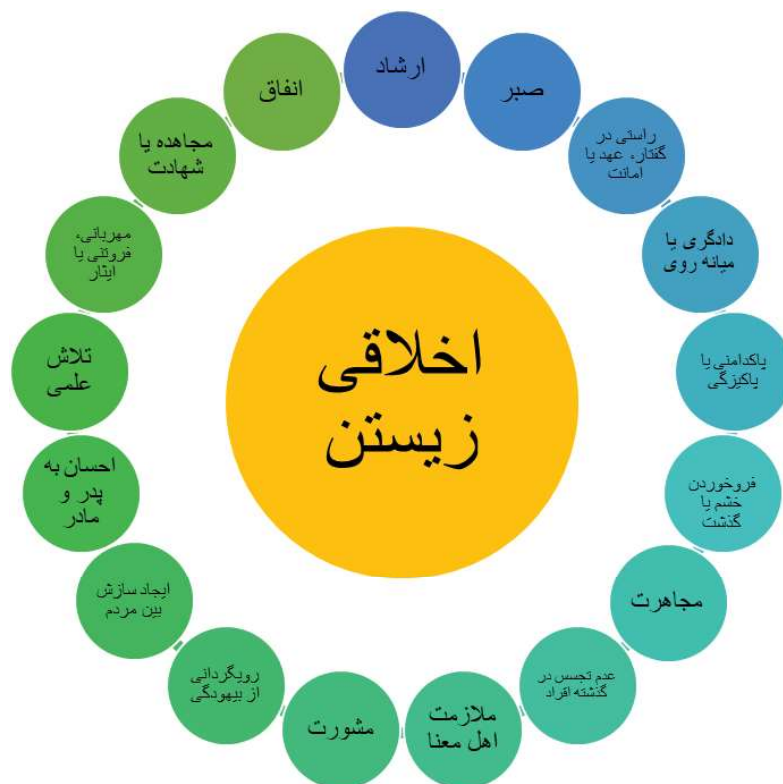 اخلاقی
زیستن
ارشاد
صبر
راستی در
گفتار، عهد یا
امانت
دادگری یا
میانه روی
پاکدامنی یا
پاکیزگی
فروخوردن
خشم یا
گذشت
مجاهرت
عدم تجسس در
گذشته افراد
ملازمت
اهل معنا
مشورت
رویگردانی
از بیهودگی
ایجاد سازش
بین مردم
احسان به
پدر و
مادر
تلاش
علمی
مهربانی،
فروتنی یا
ایثار
مجاهده یا
شهادت
انفاق